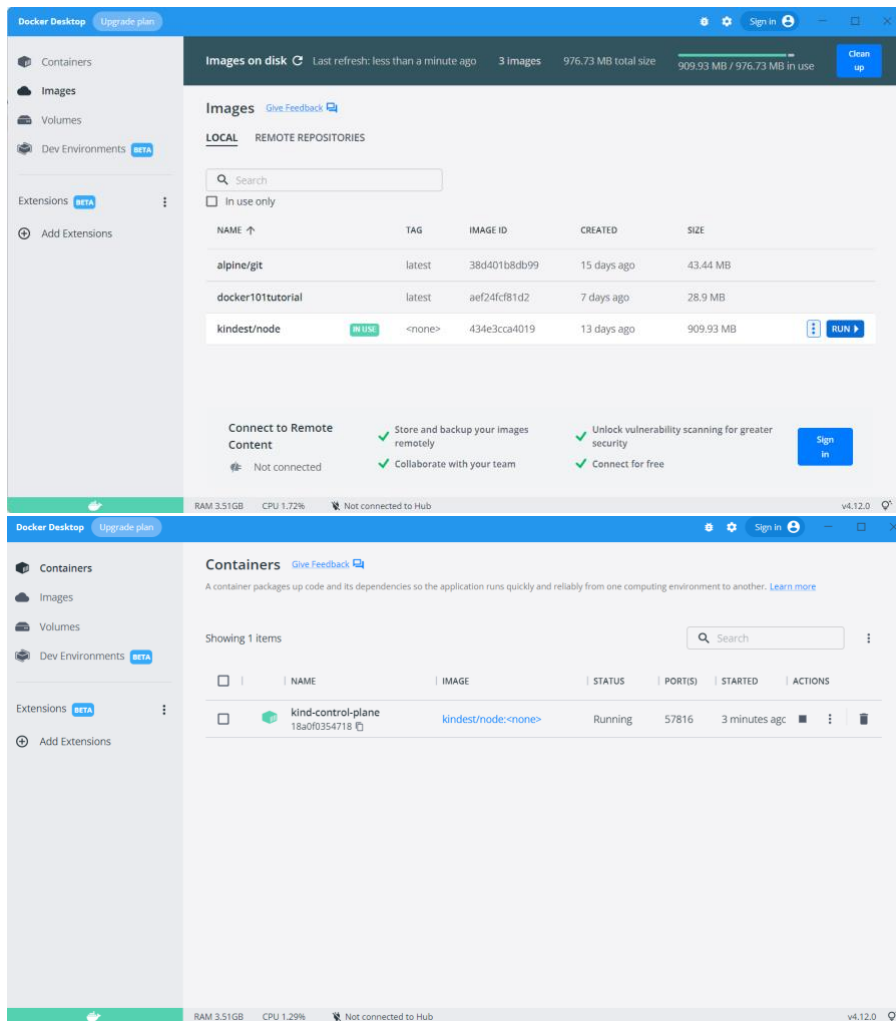 Docker Desktop Upgrade plan Sign in
Containers
Images
Volumes
Dev Environments BETA
Extensions BETA
Add Extensions
Images on disk Last refresh: less than a minute ago 3 images 976.73 MB total size 909.93 MB / 976.73 MB in use Clean up
Images Give Feedback
LOCAL REMOTE REPOSITORIES
Search
In use only
NAME TAG IMAGE ID CREATED SIZE
alpine/git latest 38d401b8db99 15 days ago 43.44 MB
docker101tutorial latest aef24fcf81d2 7 days ago 28.9 MB
kindest/node IN USE <none> 434e3cca4019 13 days ago 909.93 MB RUN
Connect to Remote
Content
Not connected
Store and backup your images
remotely
Collaborate with your team
Unlock vulnerability scanning for greater
security
Connect for free
Sign
in
RAM 3.51GB CPU 1.72% Not connected to Hub v4.12.0
Docker Desktop Upgrade plan Sign in
Containers
Images
Volumes
Dev Environments BETA
Extensions BETA
Add Extensions
Containers Give Feedback
A container packages up code and its dependencies so the application runs quickly and reliably from one computing environment to another. Learn more
Showing 1 items
Search
NAME IMAGE STATUS PORT(S) STARTED ACTIONS
kind-control-plane kindest/node:<none> Running 57816 3 minutes agc
18a0f0354718
RAM 3.51GB CPU 1.29% Not connected to Hub v4.12.0